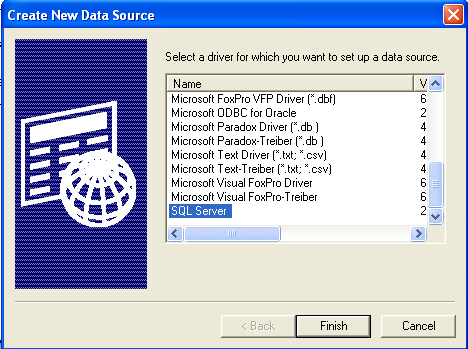 Create New Data Source
Select a driver for which you want to set up a data source.
Name V
Microsoft FoxPro VFP Driver (*.dbf) 6
Microsoft ODBC for Oracle 2
Microsoft Paradox Driver (*.db ) 4
Microsoft Paradox-Treiber (*.db ) 4
Microsoft Text Driver (*.txt; *.csv) 4
Microsoft Text-Treiber (*.txt; *.csv) 4
Microsoft Visual FoxPro Driver 6
Microsoft Visual FoxPro-Treiber 6
SQL Server 2
< Back Finish Cancel